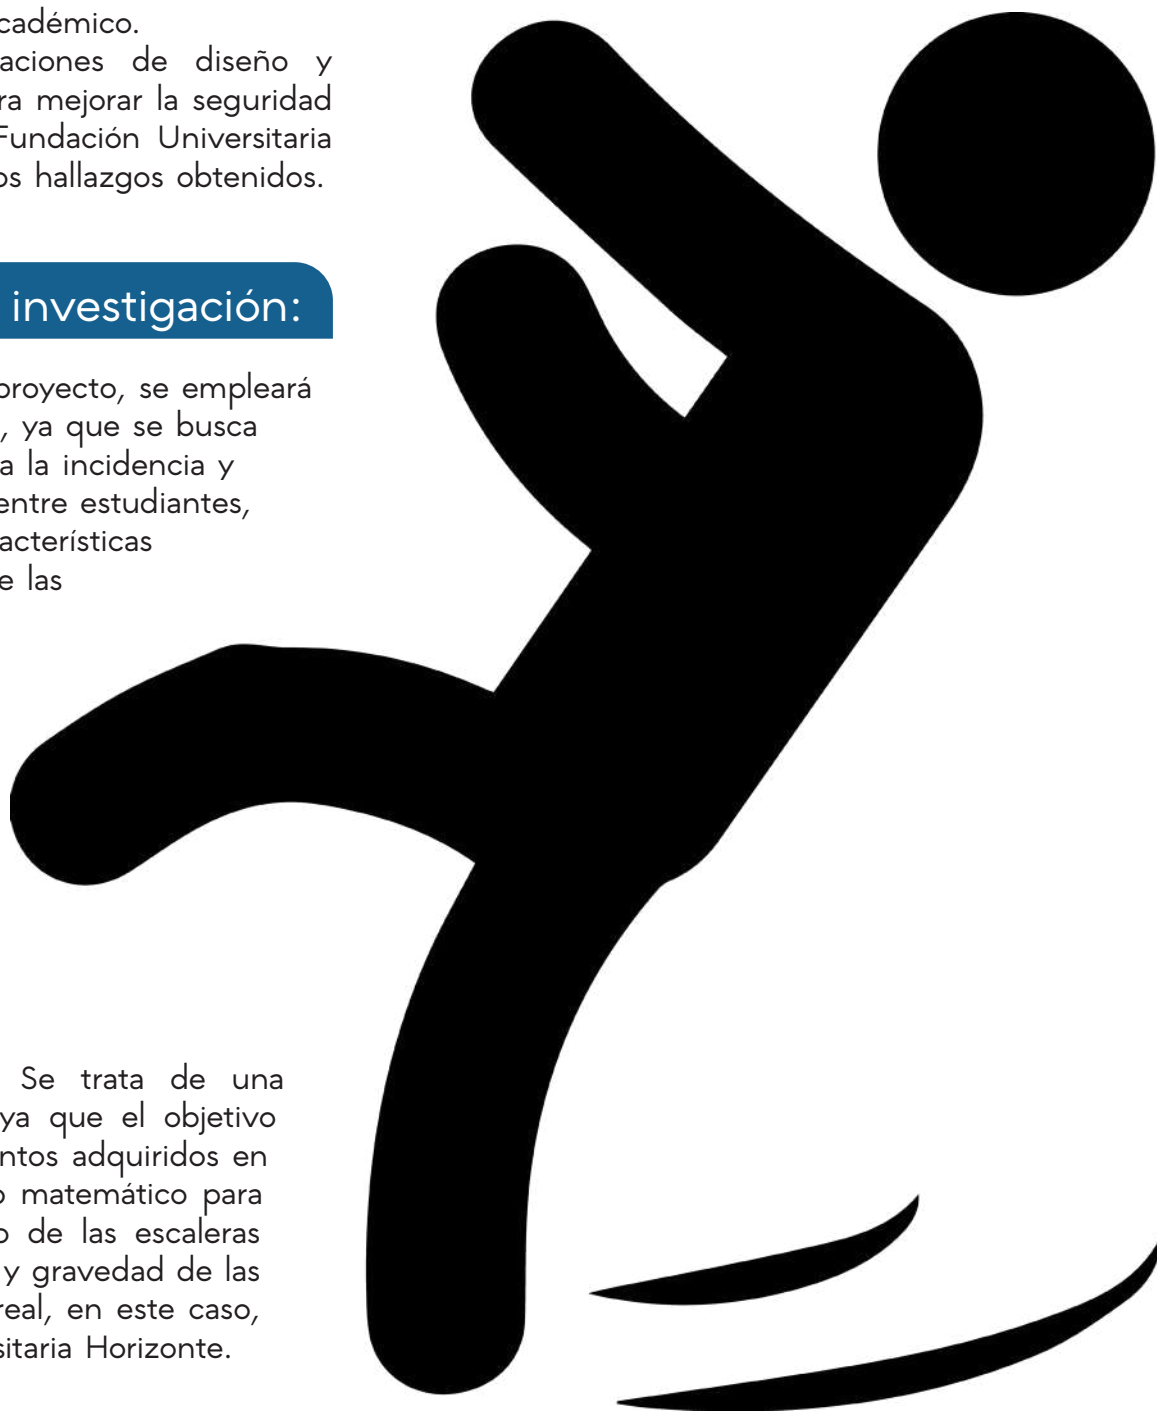 cadémico.
aciones de diseño y
ra mejorar la seguridad
Fundación Universitaria
os hallazgos obtenidos.
investigación:
proyecto, se empleará
, ya que se busca
a la incidencia y
entre estudiantes,
acterísticas
e las
Se trata de una
ya que el objetivo
ntos adquiridos en
o matemático para
o de las escaleras
y gravedad de las
real, en este caso,
sitaria Horizonte.